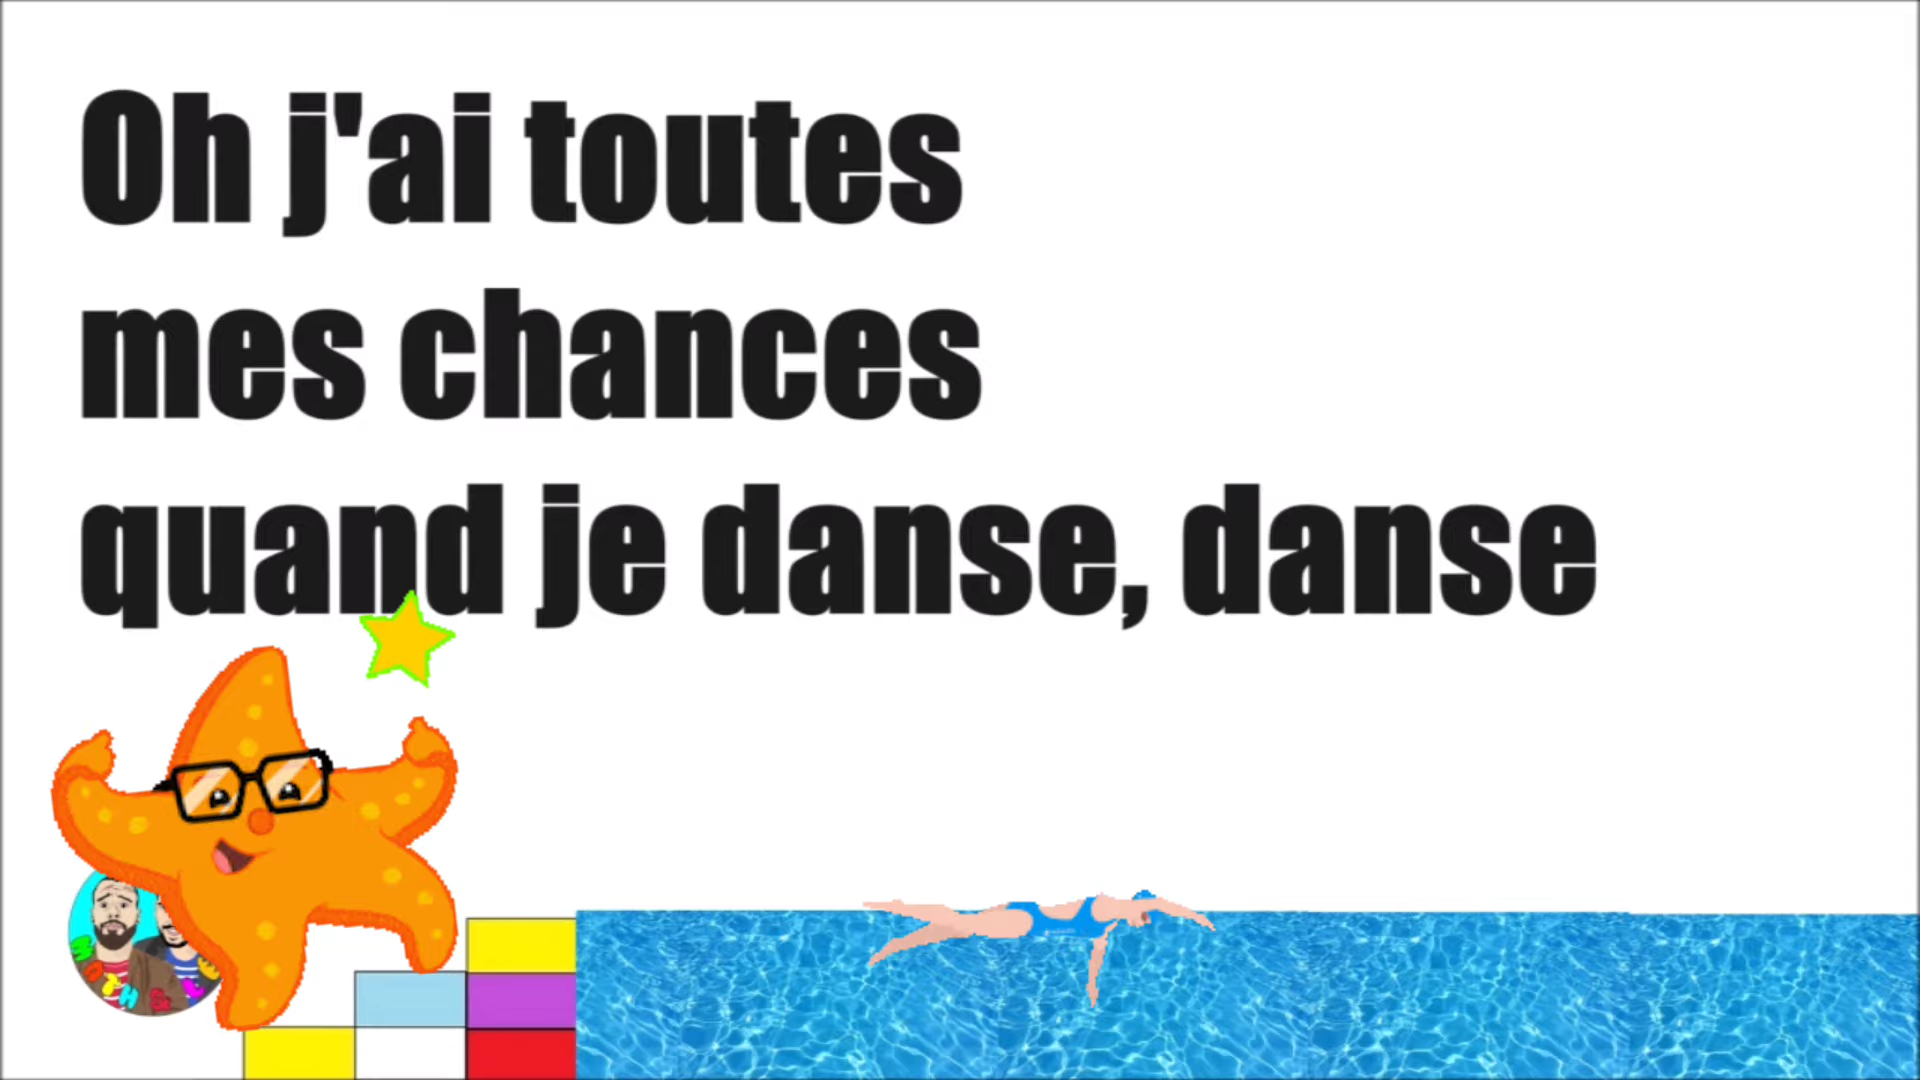 Oh j'ai toutes
mes chances
quand je danse, danse